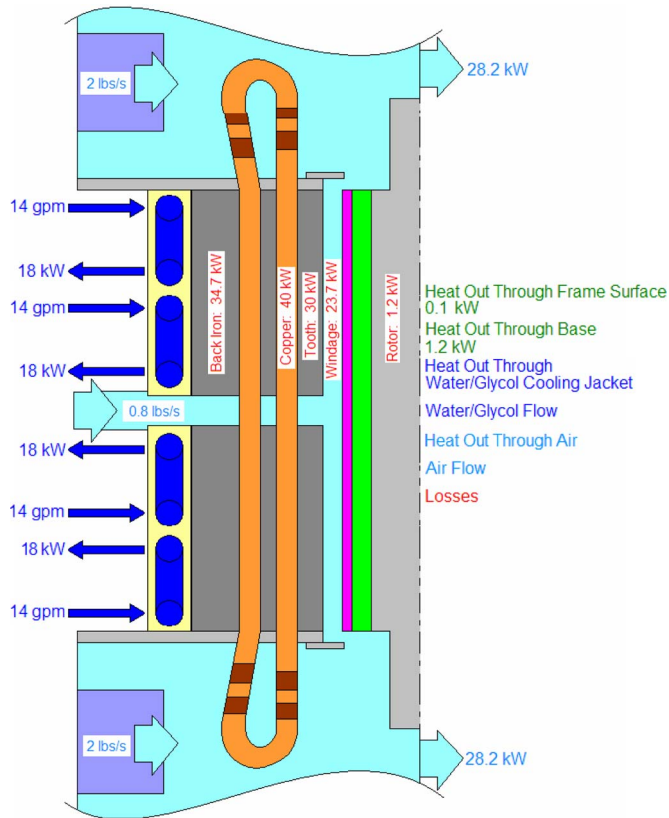 2 lbs/s
28.2 kW
14 gpm
18 kW
14 gpm
18 kW
0.8 lbs/s
18 kW
14 gpm
18 kW
14 gpm
Back Iron: 34.7 kW
Copper: 40 kW
Tooth: 30 kW
Windage: 23.7 kW
Rotor: 1.2 kW
Heat Out Through Frame Surface
0.1 kW
Heat Out Through Base
1.2 kW
Heat Out Through
Water/Glycol Cooling Jacket
Water/Glycol Flow
Heat Out Through Air
Air Flow
Losses
2 lbs/s
28.2 kW